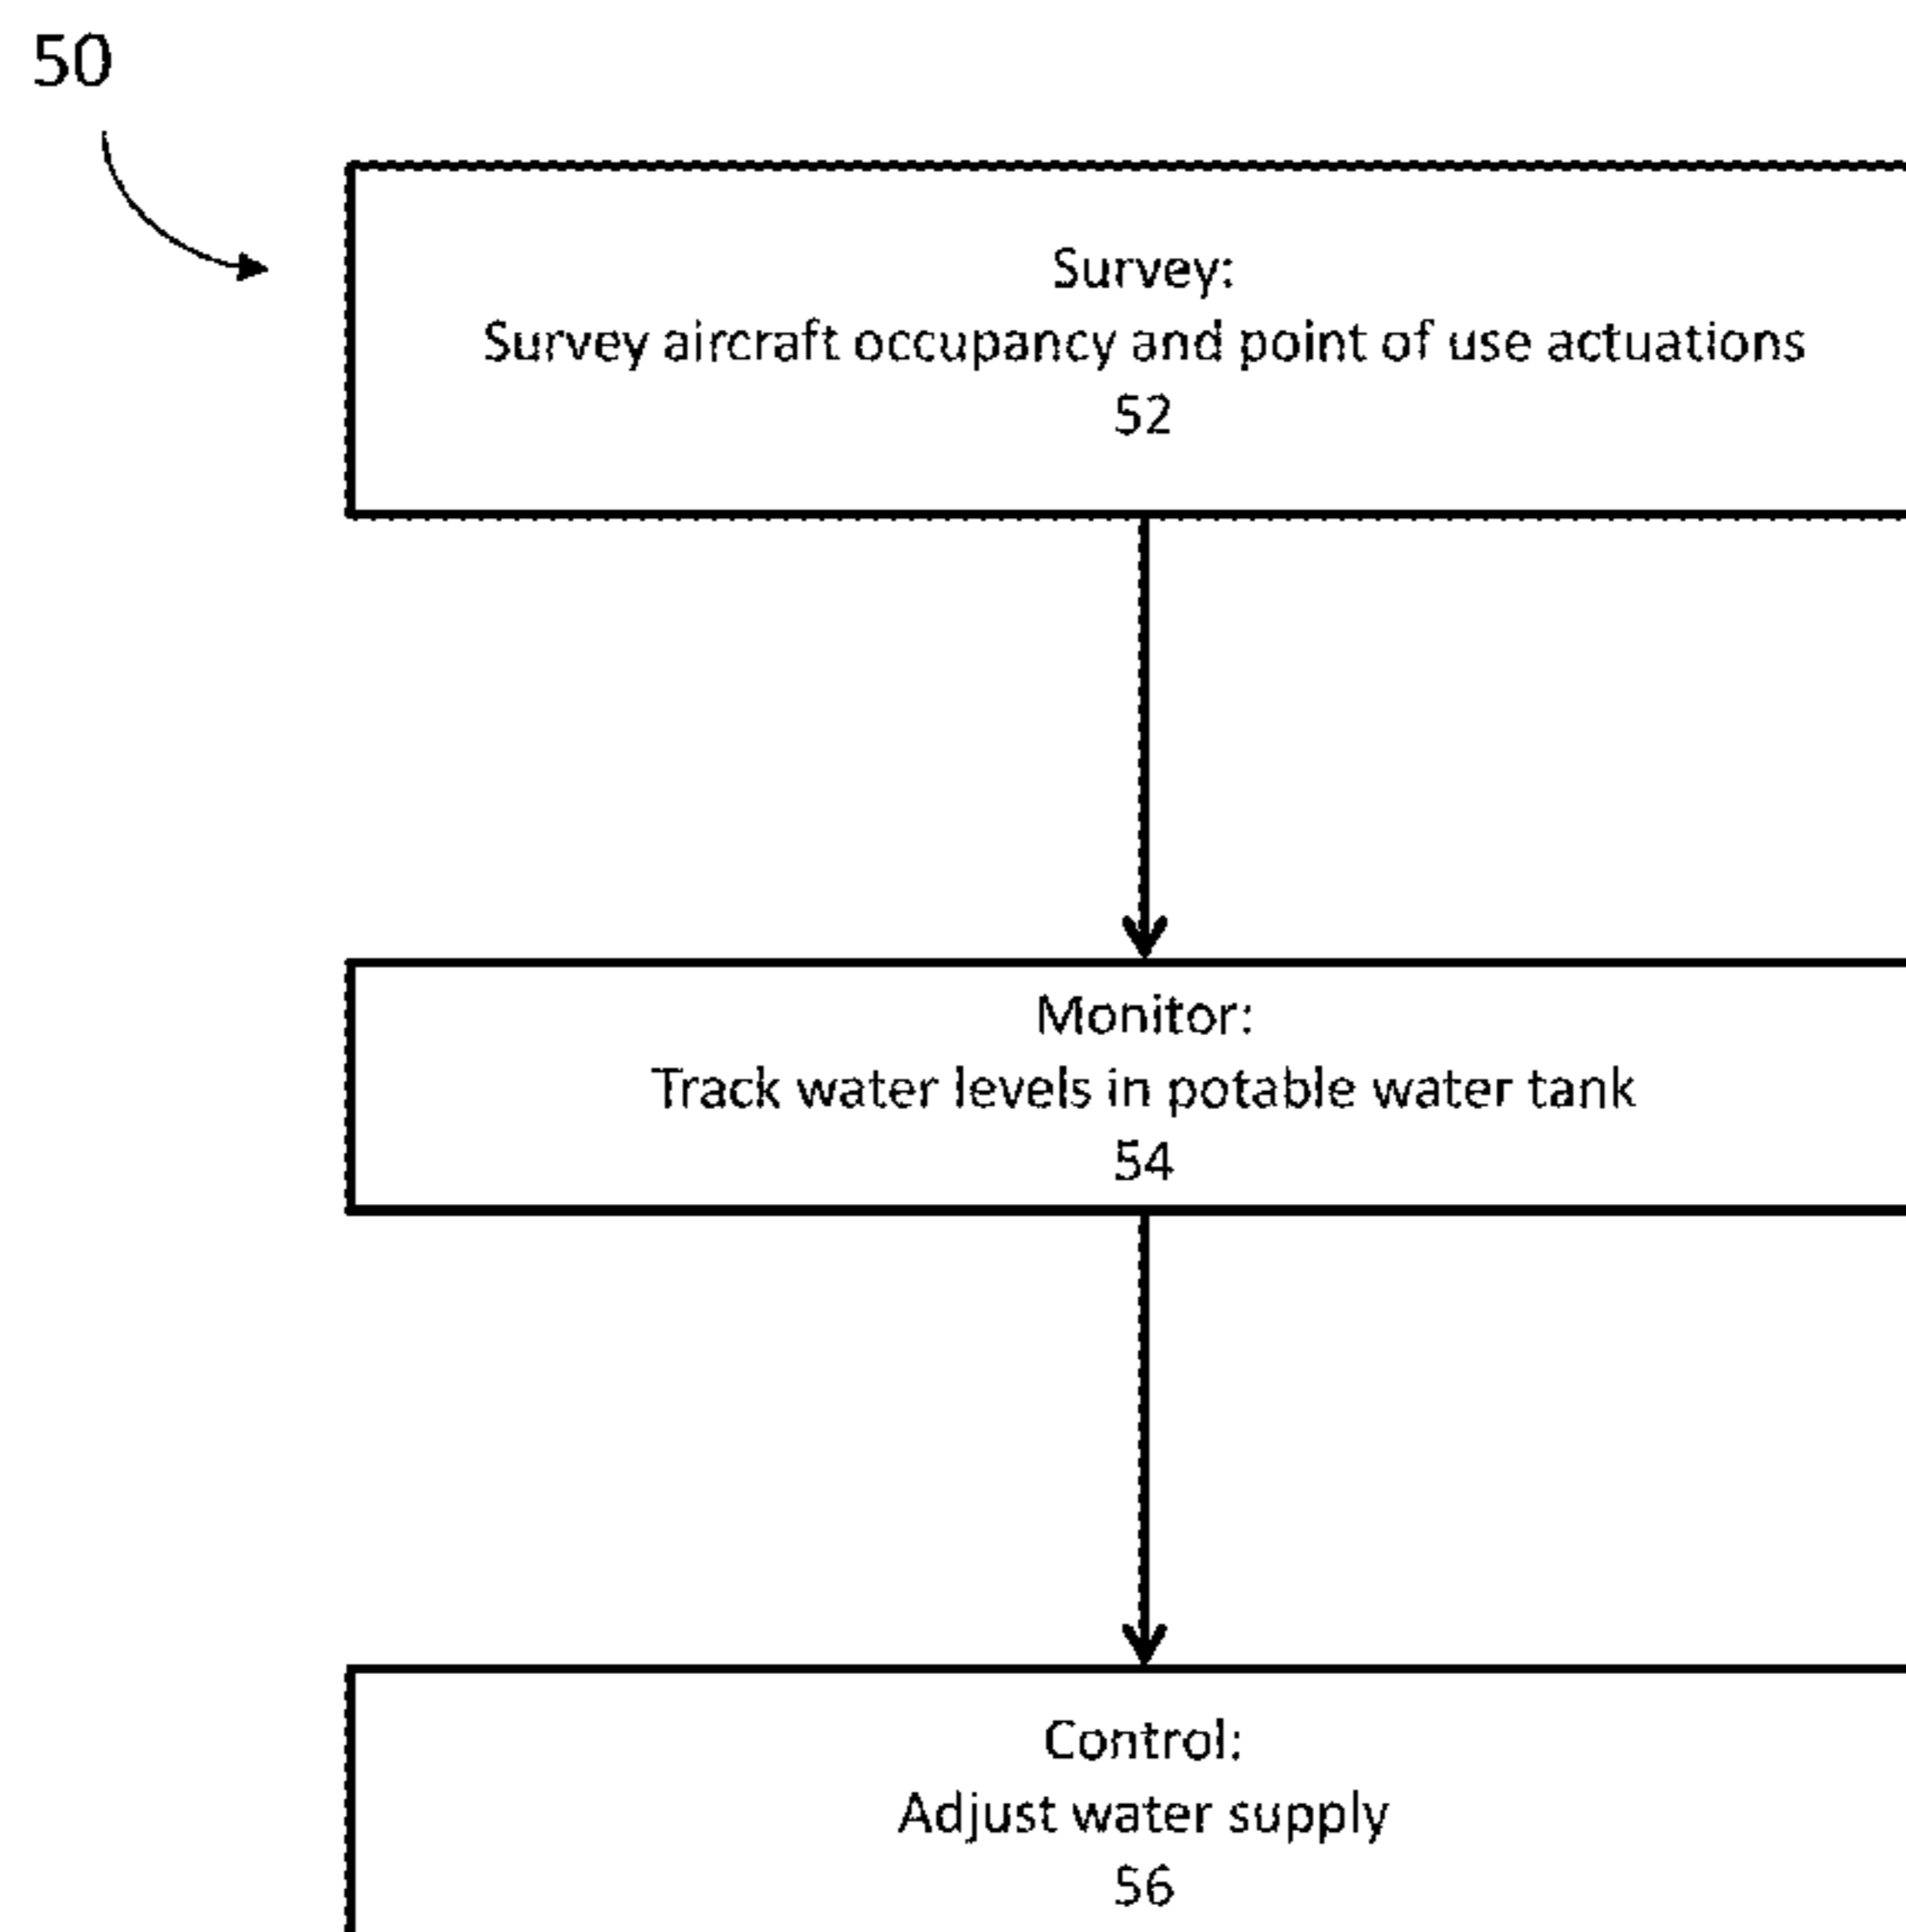 50
Survey:
Survey aircraft occupancy and point of use actuations
52
Monitor:
Track water levels in potable water tank
54
Control:
Adjust water supply
56